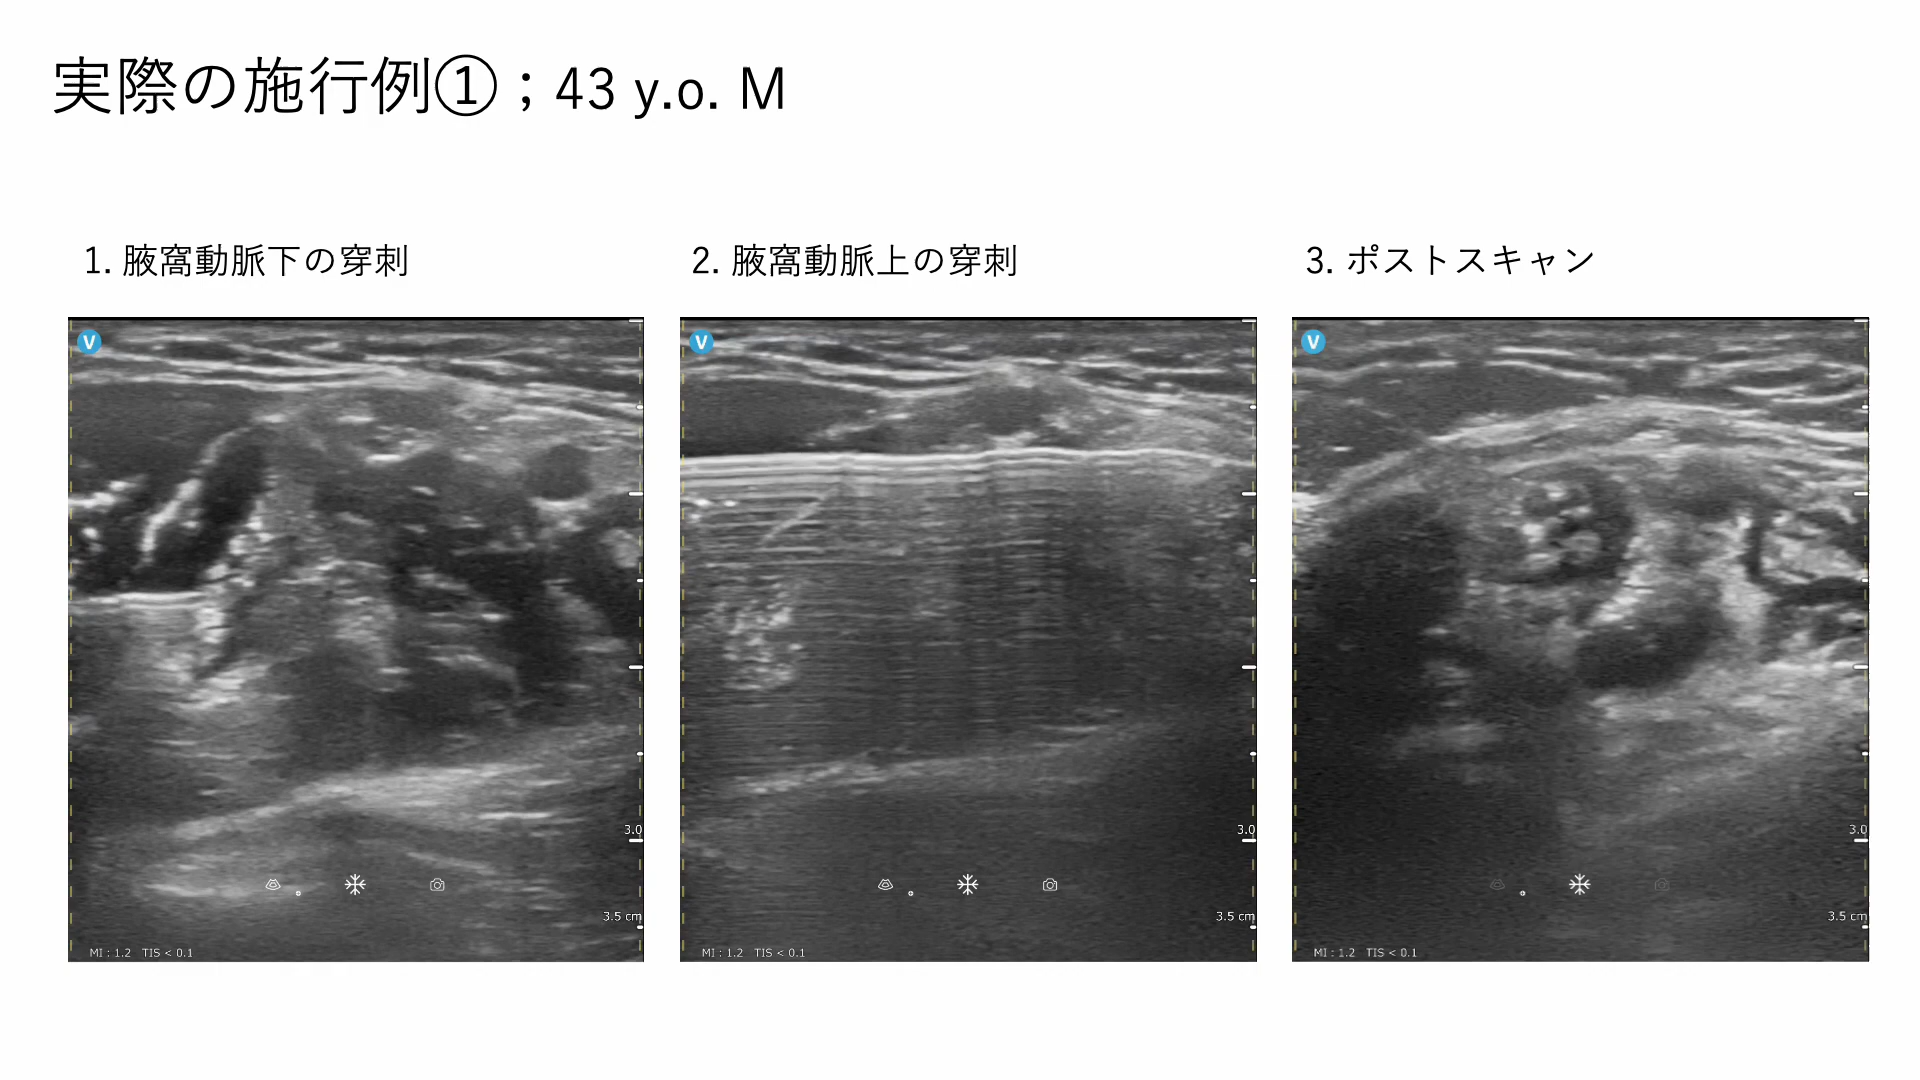 実際の施行例①；43 y.o. M
1. 腋窩動脈下の穿刺
2. 腋窩動脈上の穿刺
3. ポストスキャン
V
V
V
3.0
3.0
3.0
3.5 cm
3.5 cm
3.5 cm
MI : 1.2 TIS < 0.1
MI : 1.2 TIS < 0.1
MI : 1.2 TIS < 0.1